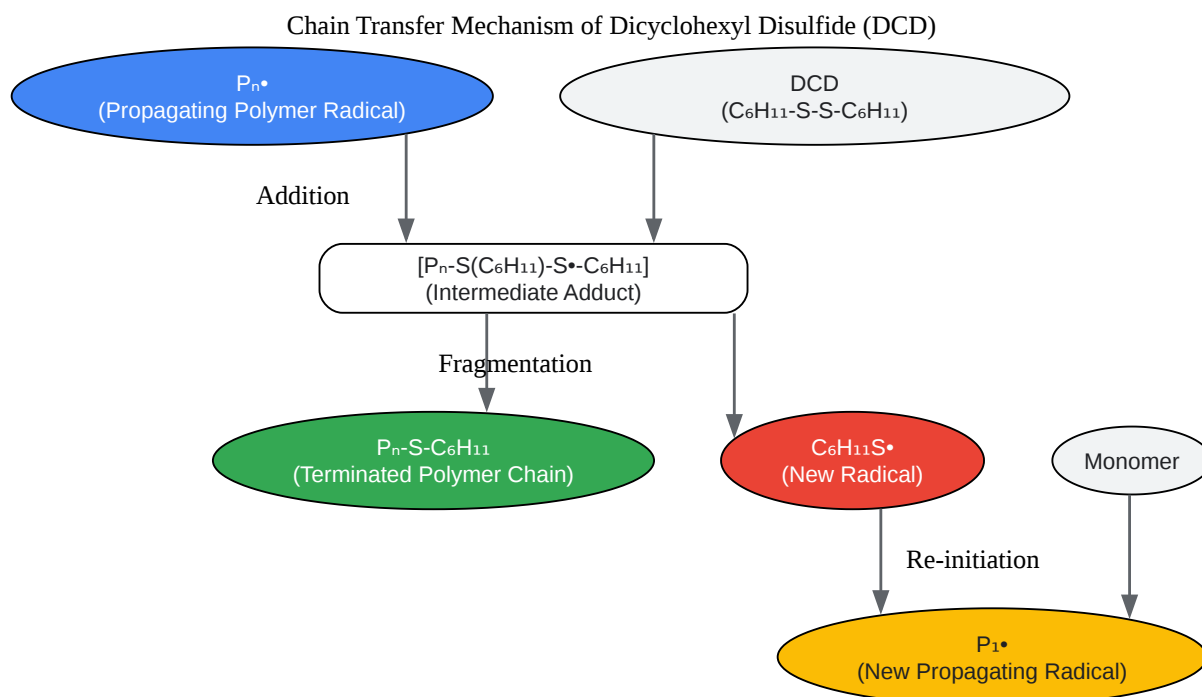 Chain Transfer Mechanism of Dicyclohexyl Disulfide (DCD)
Pₙ•
(Propagating Polymer Radical)
DCD
(C₆H₁₁-S-S-C₆H₁₁)
Addition
[Pₙ-S(C₆H₁₁)-S•-C₆H₁₁]
(Intermediate Adduct)
Fragmentation
Pₙ-S-C₆H₁₁
(Terminated Polymer Chain)
C₆H₁₁S•
(New Radical)
Monomer
Re-initiation
P₁•
(New Propagating Radical)